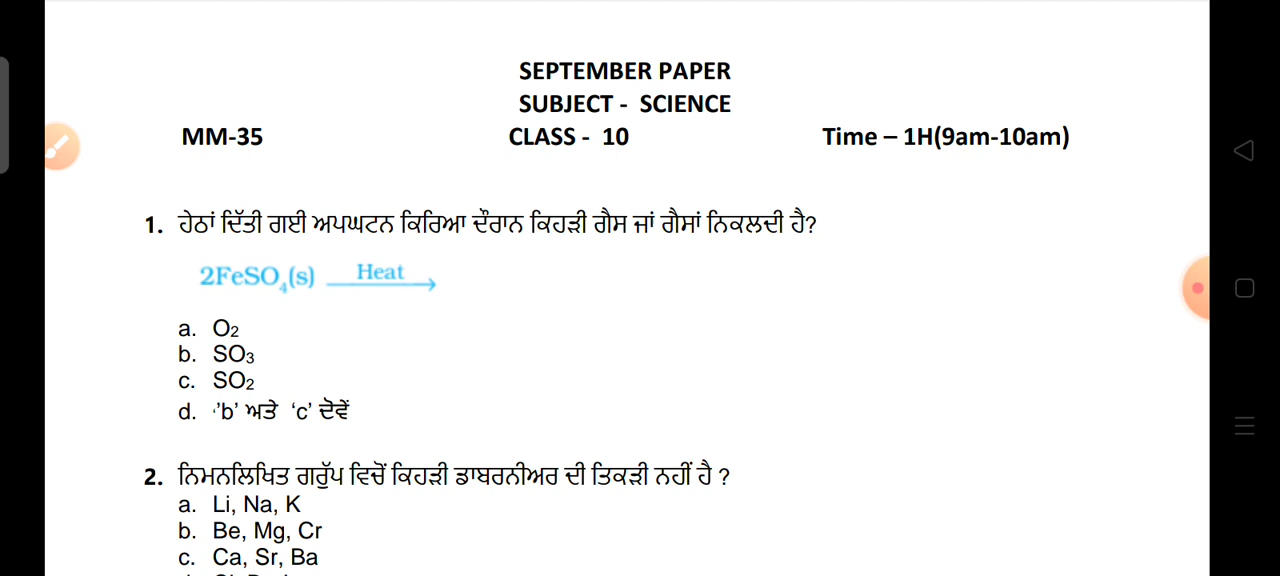 SEPTEMBER PAPER
SUBJECT - SCIENCE
MM-35 CLASS - 10 Time – 1H(9am-10am)
1. ਹੇਠਾਂ ਦਿੱਤੀ ਗਈ ਅਪਘਟਨ ਕਿਰਿਆ ਦੌਰਾਨ ਕਿਹੜੀ ਗੈਸ ਜਾਂ ਗੈਸਾਂ ਨਿਕਲਦੀ ਹੈ?
2FeSO₄(s) Heat →
a. O₂
b. SO₃
c. SO₂
d. ‘’b’ ਅਤੇ ‘c’ ਦੋਵੇਂ
2. ਨਿਮਨਲਿਖਿਤ ਗਰੁੱਪ ਵਿਚੋਂ ਕਿਹੜੀ ਡਾਬਰਨੀਅਰ ਦੀ ਤਿਕੜੀ ਨਹੀਂ ਹੈ ?
a. Li, Na, K
b. Be, Mg, Cr
c. Ca, Sr, Ba